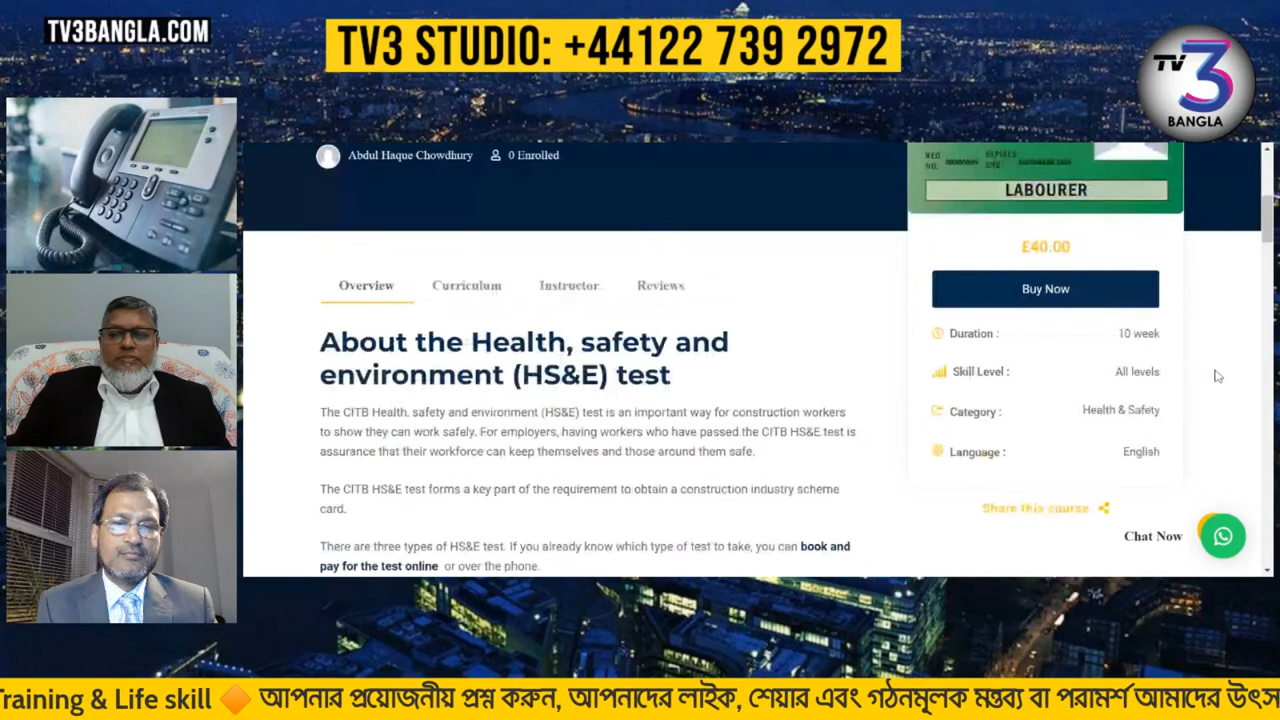 TV3BANGLA.COM
TV3 STUDIO: +44122 739 2972
TV 3
BANGLA
Abdul Haque Chowdhury
0 Enrolled
REG.
NO.
EXPIRES
END
LABOURER
£40.00
Buy Now
Overview Curriculum Instructor Reviews
About the Health, safety and
environment (HS&E) test
The CITB Health, safety and environment (HS&E) test is an important way for construction workers
to show they can work safely. For employers, having workers who have passed the CITB HS&E test is
assurance that their workforce can keep themselves and those around them safe.
The CITB HS&E test forms a key part of the requirement to obtain a construction industry scheme
card.
There are three types of HS&E test. If you already know which type of test to take, you can book and
pay for the test online or over the phone.
Duration : 10 week
Skill Level : All levels
Category : Health & Safety
Language : English
Share this course
Chat Now
Training & Life skill 🔶 আপনার প্রয়োজনীয় প্রশ্ন করুন, আপনাদের লাইক, শেয়ার এবং গঠনমূলক মন্তব্য বা পরামর্শ আমাদের উৎস